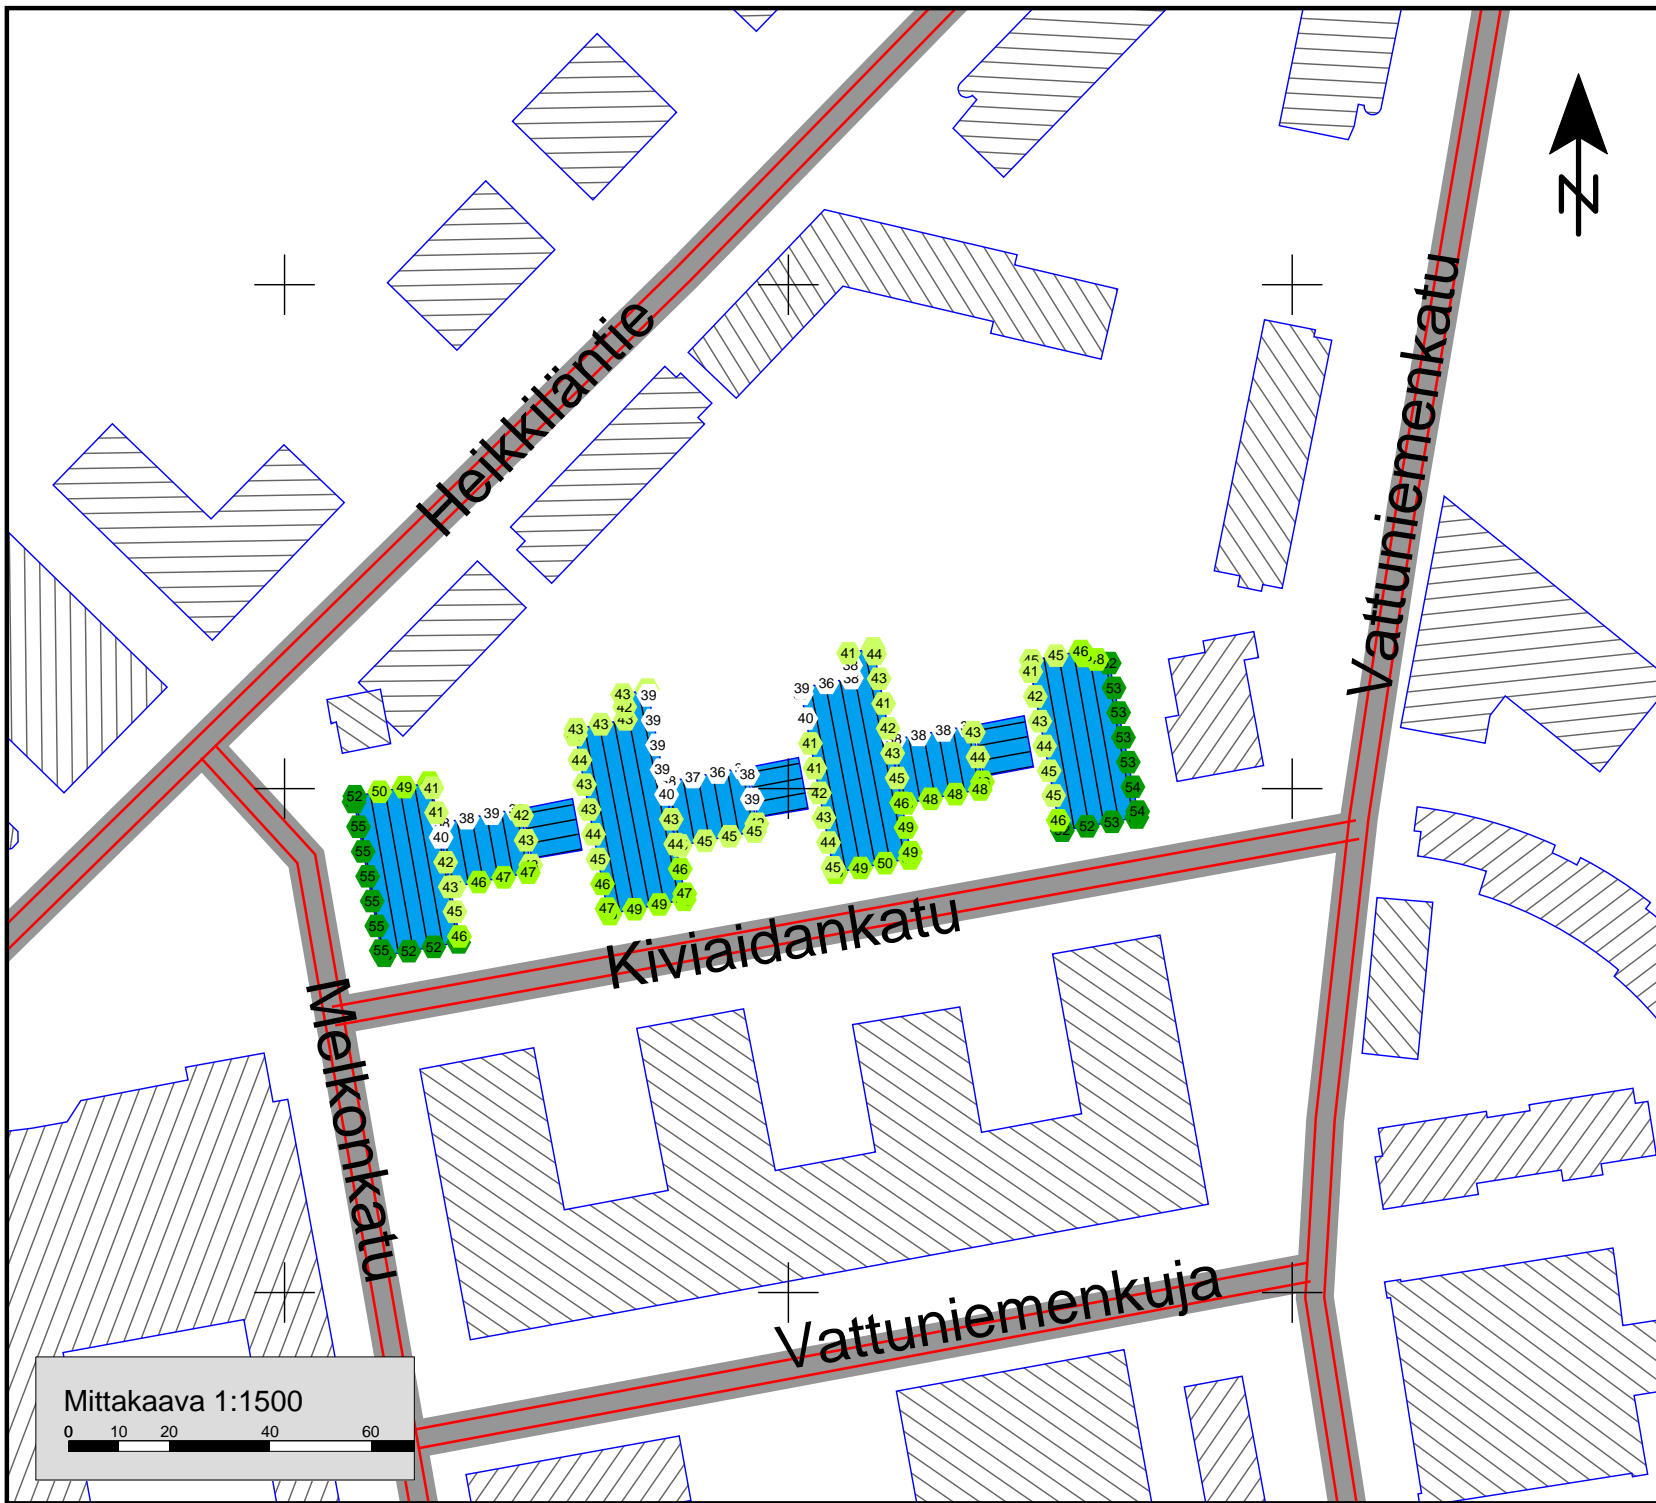 N
Heikkiläntie
Vattuniemenkatu
41 44
38
39 36 38 43
40 41
41 42
41 43
42 45
43 46
44 49
45 49 50 49
38 38 43
44
48 48 48
45 45 46
41 53
42 53
43 53
44 53
45 54
45 54
46 52 53
43 39
42
43 43 43 39
44 39
43 39
43 40
44 43
45 44
46 46
47 49 49 47
37 36 38
39
45 45 45
52 50 49 41
55 41
55 40
55 42
55 43
55 45
55 52 52 46
38 39 42
43
46 47 47
Kiviaidankatu
Melkonkatu
Vattuniemenkuja
Mittakaava 1:1500
0 10 20 40 60